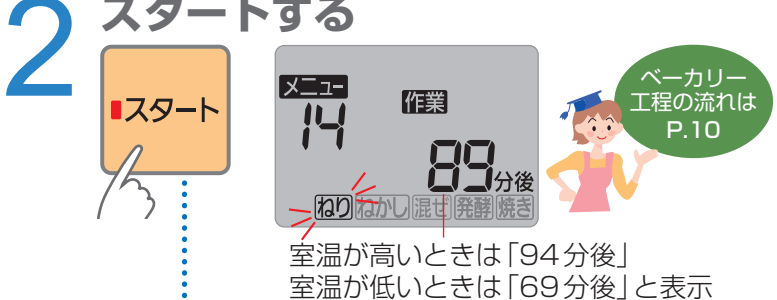 2 スタートする
スタート
メニュー
14
作業
89分後
ねり ねかし 混ぜ 発酵 焼き
ベーカリー
工程の流れは
P.10
室温が高いときは「94分後」
室温が低いときは「69分後」と表示